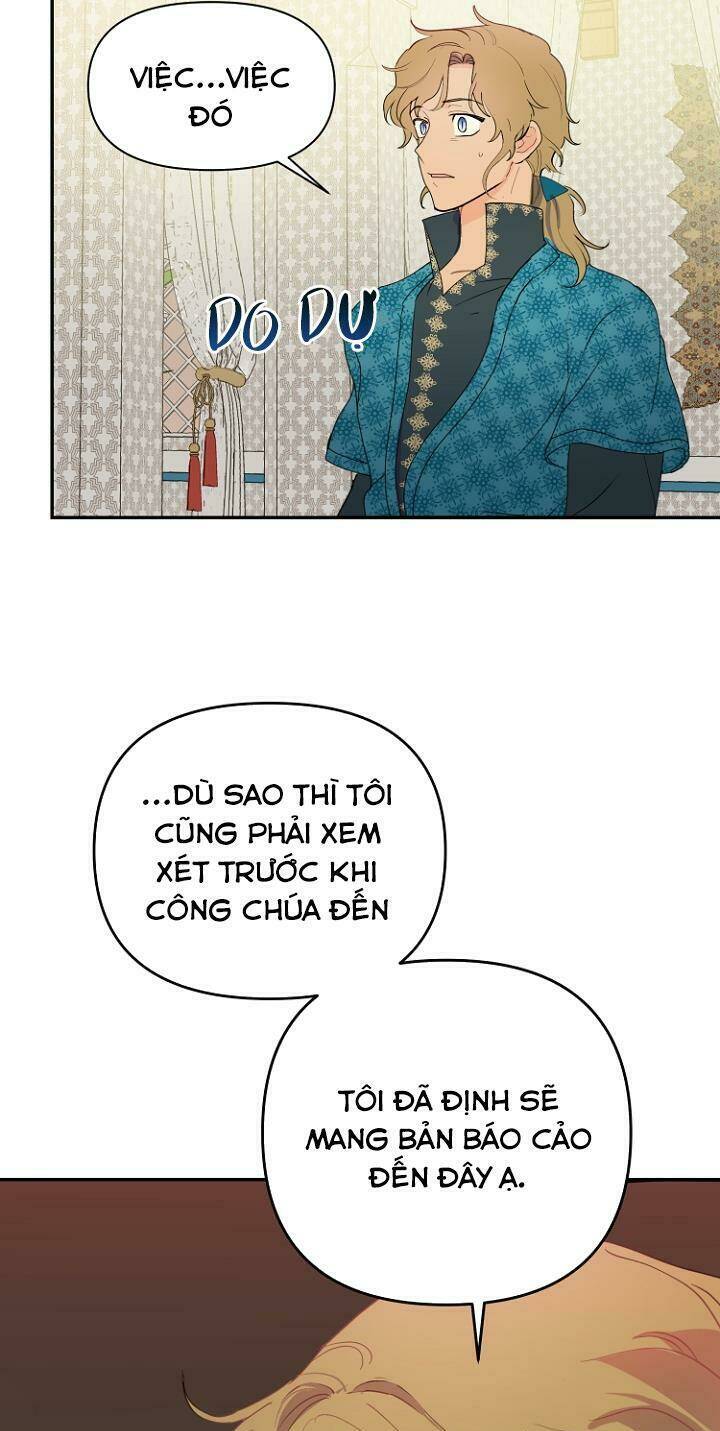 VIỆC...VIỆC
ĐÓ
DO DỰ
...DÙ SAO THÌ TÔI
CŨNG PHẢI XEM
XÉT TRƯỚC KHI
CÔNG CHÚA ĐẾN
TÔI ĐÃ ĐỊNH SẼ
MANG BẢN BÁO CẢO
ĐẾN ĐÂY Ạ.